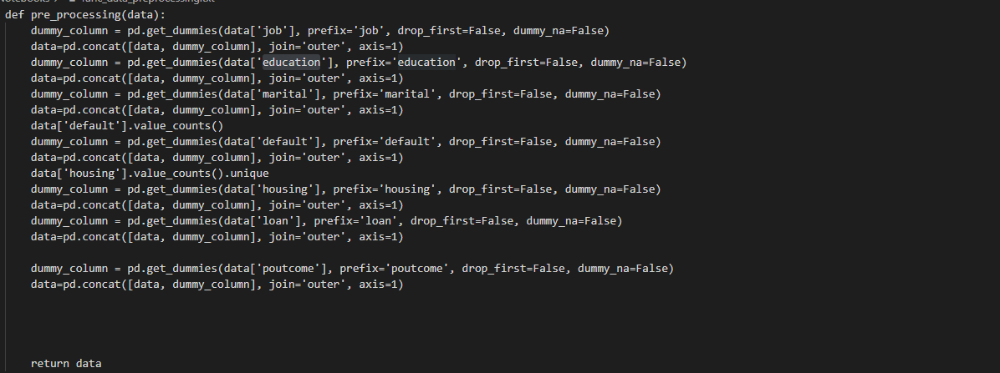 def pre_processing(data):
    dummy_column = pd.get_dummies(data['job'], prefix='job', drop_first=False, dummy_na=False)
    data=pd.concat([data, dummy_column], join='outer', axis=1)
    dummy_column = pd.get_dummies(data['education'], prefix='education', drop_first=False, dummy_na=False)
    data=pd.concat([data, dummy_column], join='outer', axis=1)
    dummy_column = pd.get_dummies(data['marital'], prefix='marital', drop_first=False, dummy_na=False)
    data=pd.concat([data, dummy_column], join='outer', axis=1)
    data['default'].value_counts()
    dummy_column = pd.get_dummies(data['default'], prefix='default', drop_first=False, dummy_na=False)
    data=pd.concat([data, dummy_column], join='outer', axis=1)
    data['housing'].value_counts().unique
    dummy_column = pd.get_dummies(data['housing'], prefix='housing', drop_first=False, dummy_na=False)
    data=pd.concat([data, dummy_column], join='outer', axis=1)
    dummy_column = pd.get_dummies(data['loan'], prefix='loan', drop_first=False, dummy_na=False)
    data=pd.concat([data, dummy_column], join='outer', axis=1)
    dummy_column = pd.get_dummies(data['poutcome'], prefix='poutcome', drop_first=False, dummy_na=False)
    data=pd.concat([data, dummy_column], join='outer', axis=1)
    return data